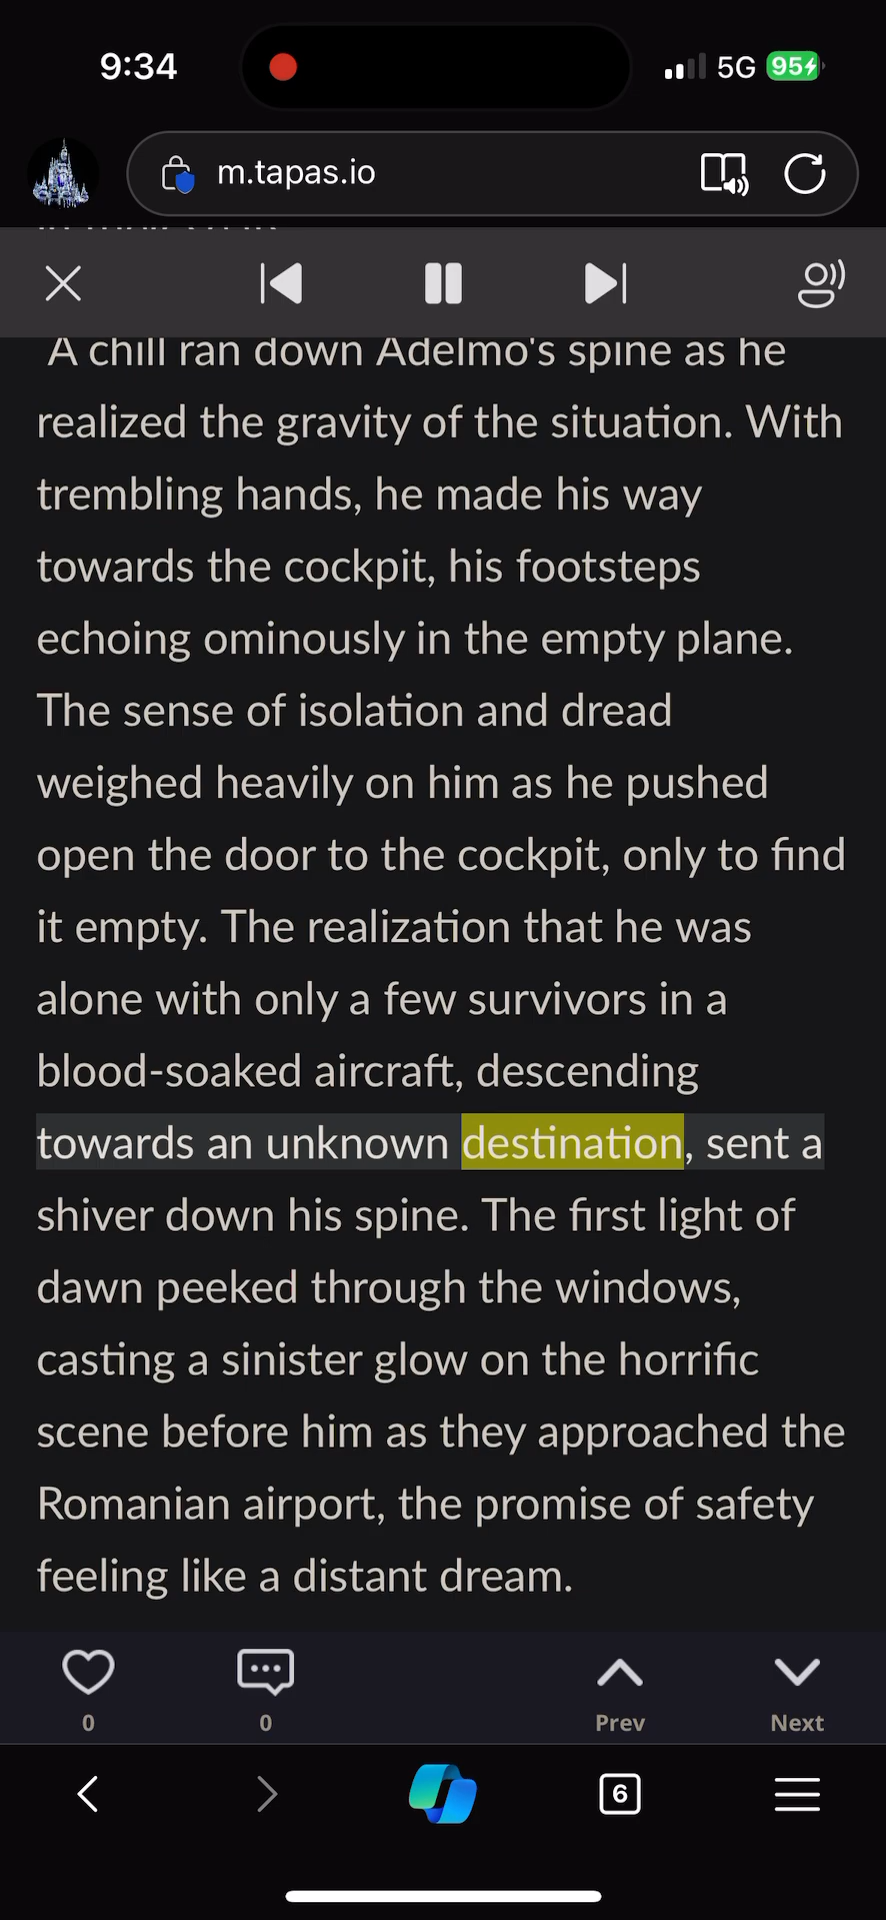 9:34
5G
95
m.tapas.io
A chill ran down Adelmo's spine as he
realized the gravity of the situation. With
trembling hands, he made his way
towards the cockpit, his footsteps
echoing ominously in the empty plane.
The sense of isolation and dread
weighed heavily on him as he pushed
open the door to the cockpit, only to find
it empty. The realization that he was
alone with only a few survivors in a
blood-soaked aircraft, descending
towards an unknown destination, sent a
shiver down his spine. The first light of
dawn peeked through the windows,
casting a sinister glow on the horrific
scene before him as they approached the
Romanian airport, the promise of safety
feeling like a distant dream.
0
0
Prev
Next
6